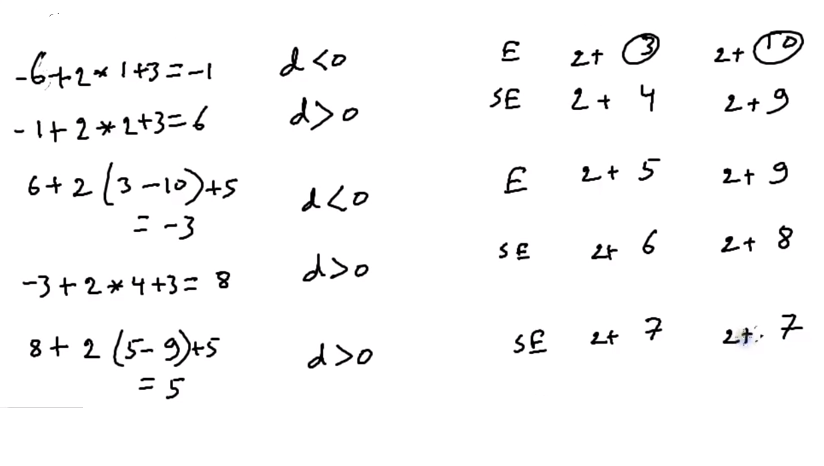 -6+2*1+3=-1 d<0 E 2+ 3 2+ 10
-1+2*2+3=6 d>0 SE 2+ 4 2+9
6+2(3-10)+5 d<0 E 2+ 5 2+ 9
= -3
-3+2*4+3= 8 d>0 SE 2+ 6 2+ 8
8+ 2 (5-9)+5 d>0 SE 2+ 7 2+ 7
= 5